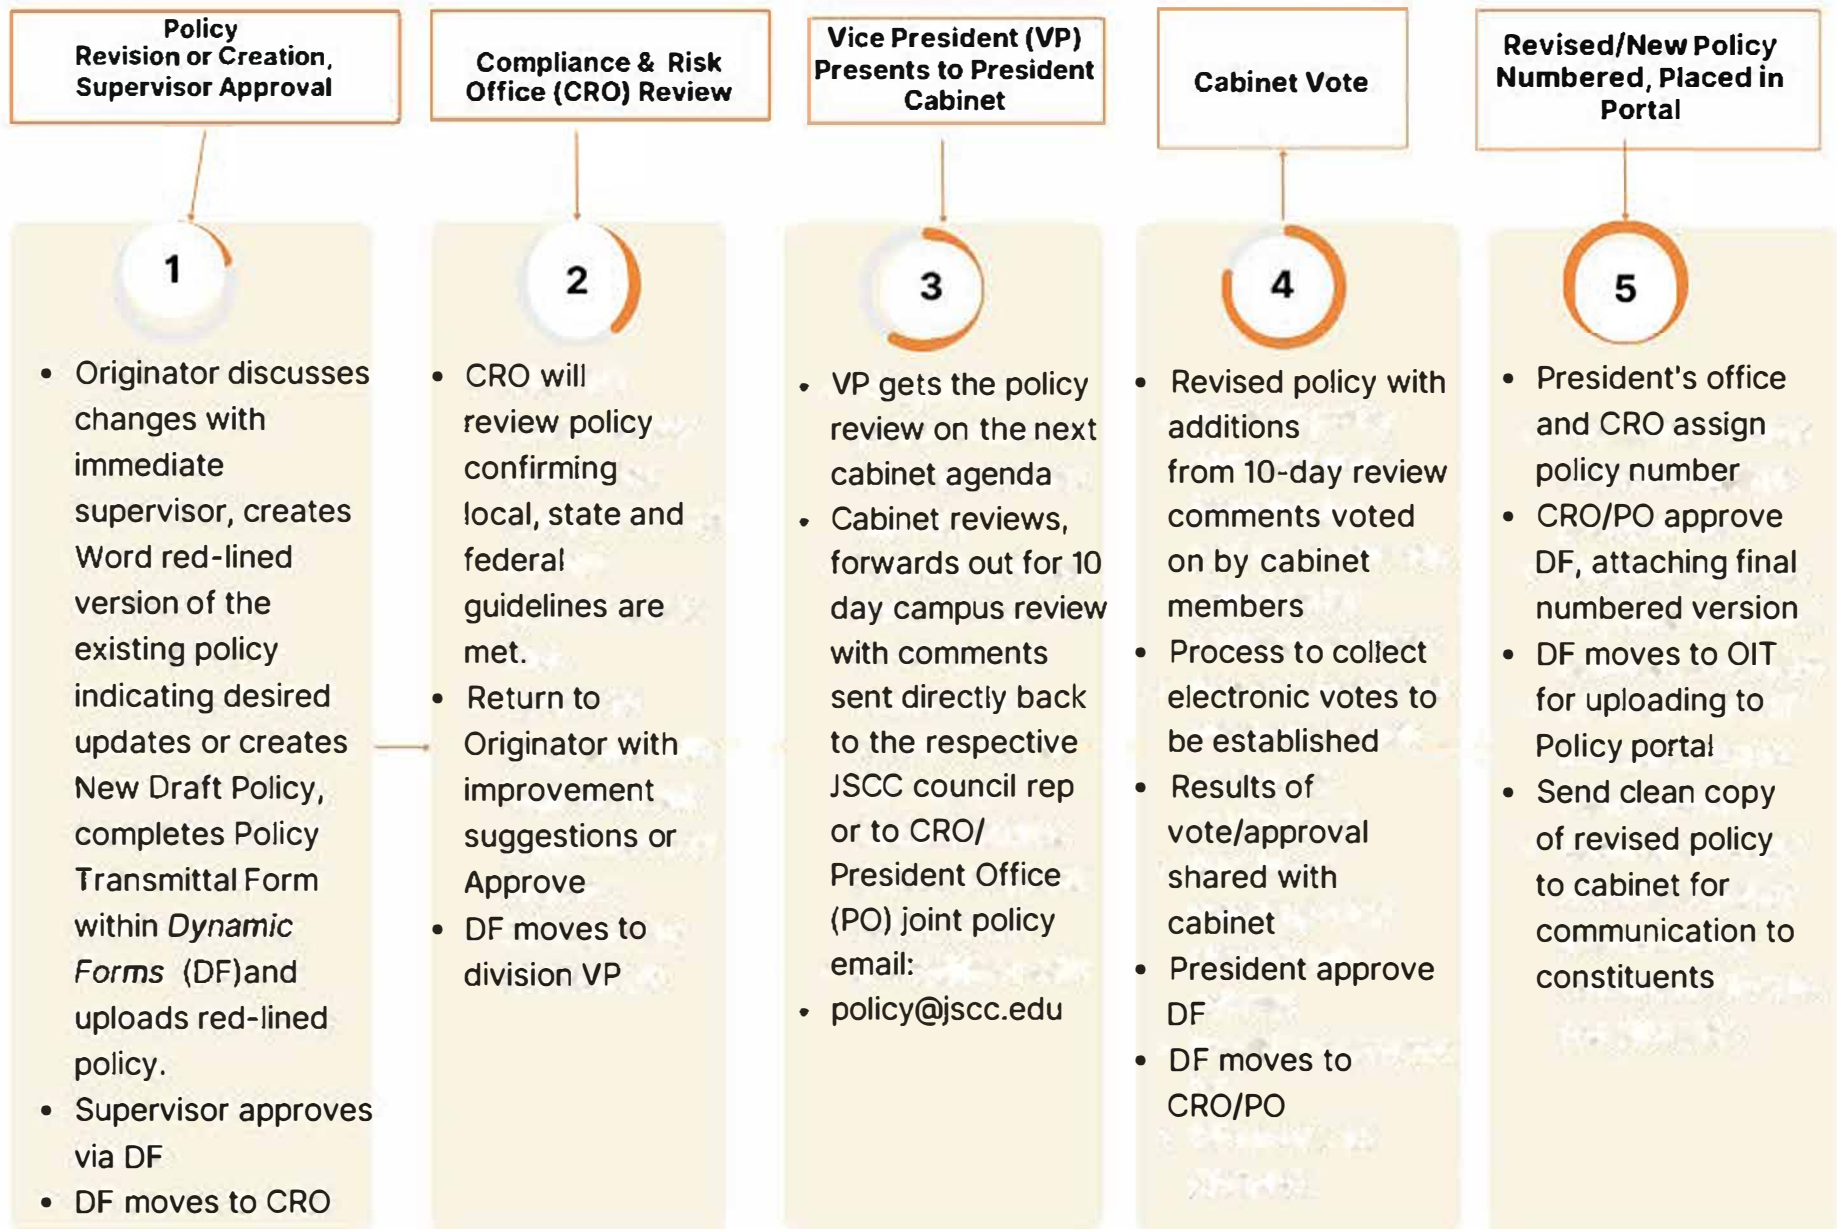 Policy
Revision or Creation,
Supervisor Approval
Compliance & Risk
Office (CRO) Review
Vice President (VP)
Presents to President
Cabinet
Cabinet Vote
Revised/New Policy
Numbered, Placed in
Portal
1
• Originator discusses
changes with
immediate
supervisor, creates
Word red-lined
version of the
existing policy
indicating desired
updates or creates
New Draft Policy,
completes Policy
Transmittal Form
within Dynamic
Forms (DF)and
uploads red-lined
policy.
• Supervisor approves
via DF
• DF moves to CRO
2
• CRO will
review policy
confirming
local, state and
federal
guidelines are
met.
• Return to
Originator with
improvement
suggestions or
Approve
• DF moves to
division VP
3
• VP gets the policy
review on the next
cabinet agenda
• Cabinet reviews,
forwards out for 10
day campus review
with comments
sent directly back
to the respective
JSCC council rep
or to CRO/
President Office
(PO) joint policy
email:
• policy@jscc.edu
4
• Revised policy with
additions
from 10-day review
comments voted
on by cabinet
members
• Process to collect
electronic votes to
be established
• Results of
vote/approval
shared with
cabinet
• President approve
DF
• DF moves to
CRO/PO
5
• President's office
and CRO assign
policy number
• CRO/PO approve
DF, attaching final
numbered version
• DF moves to OIT
for uploading to
Policy portal
• Send clean copy
of revised policy
to cabinet for
communication to
constituents